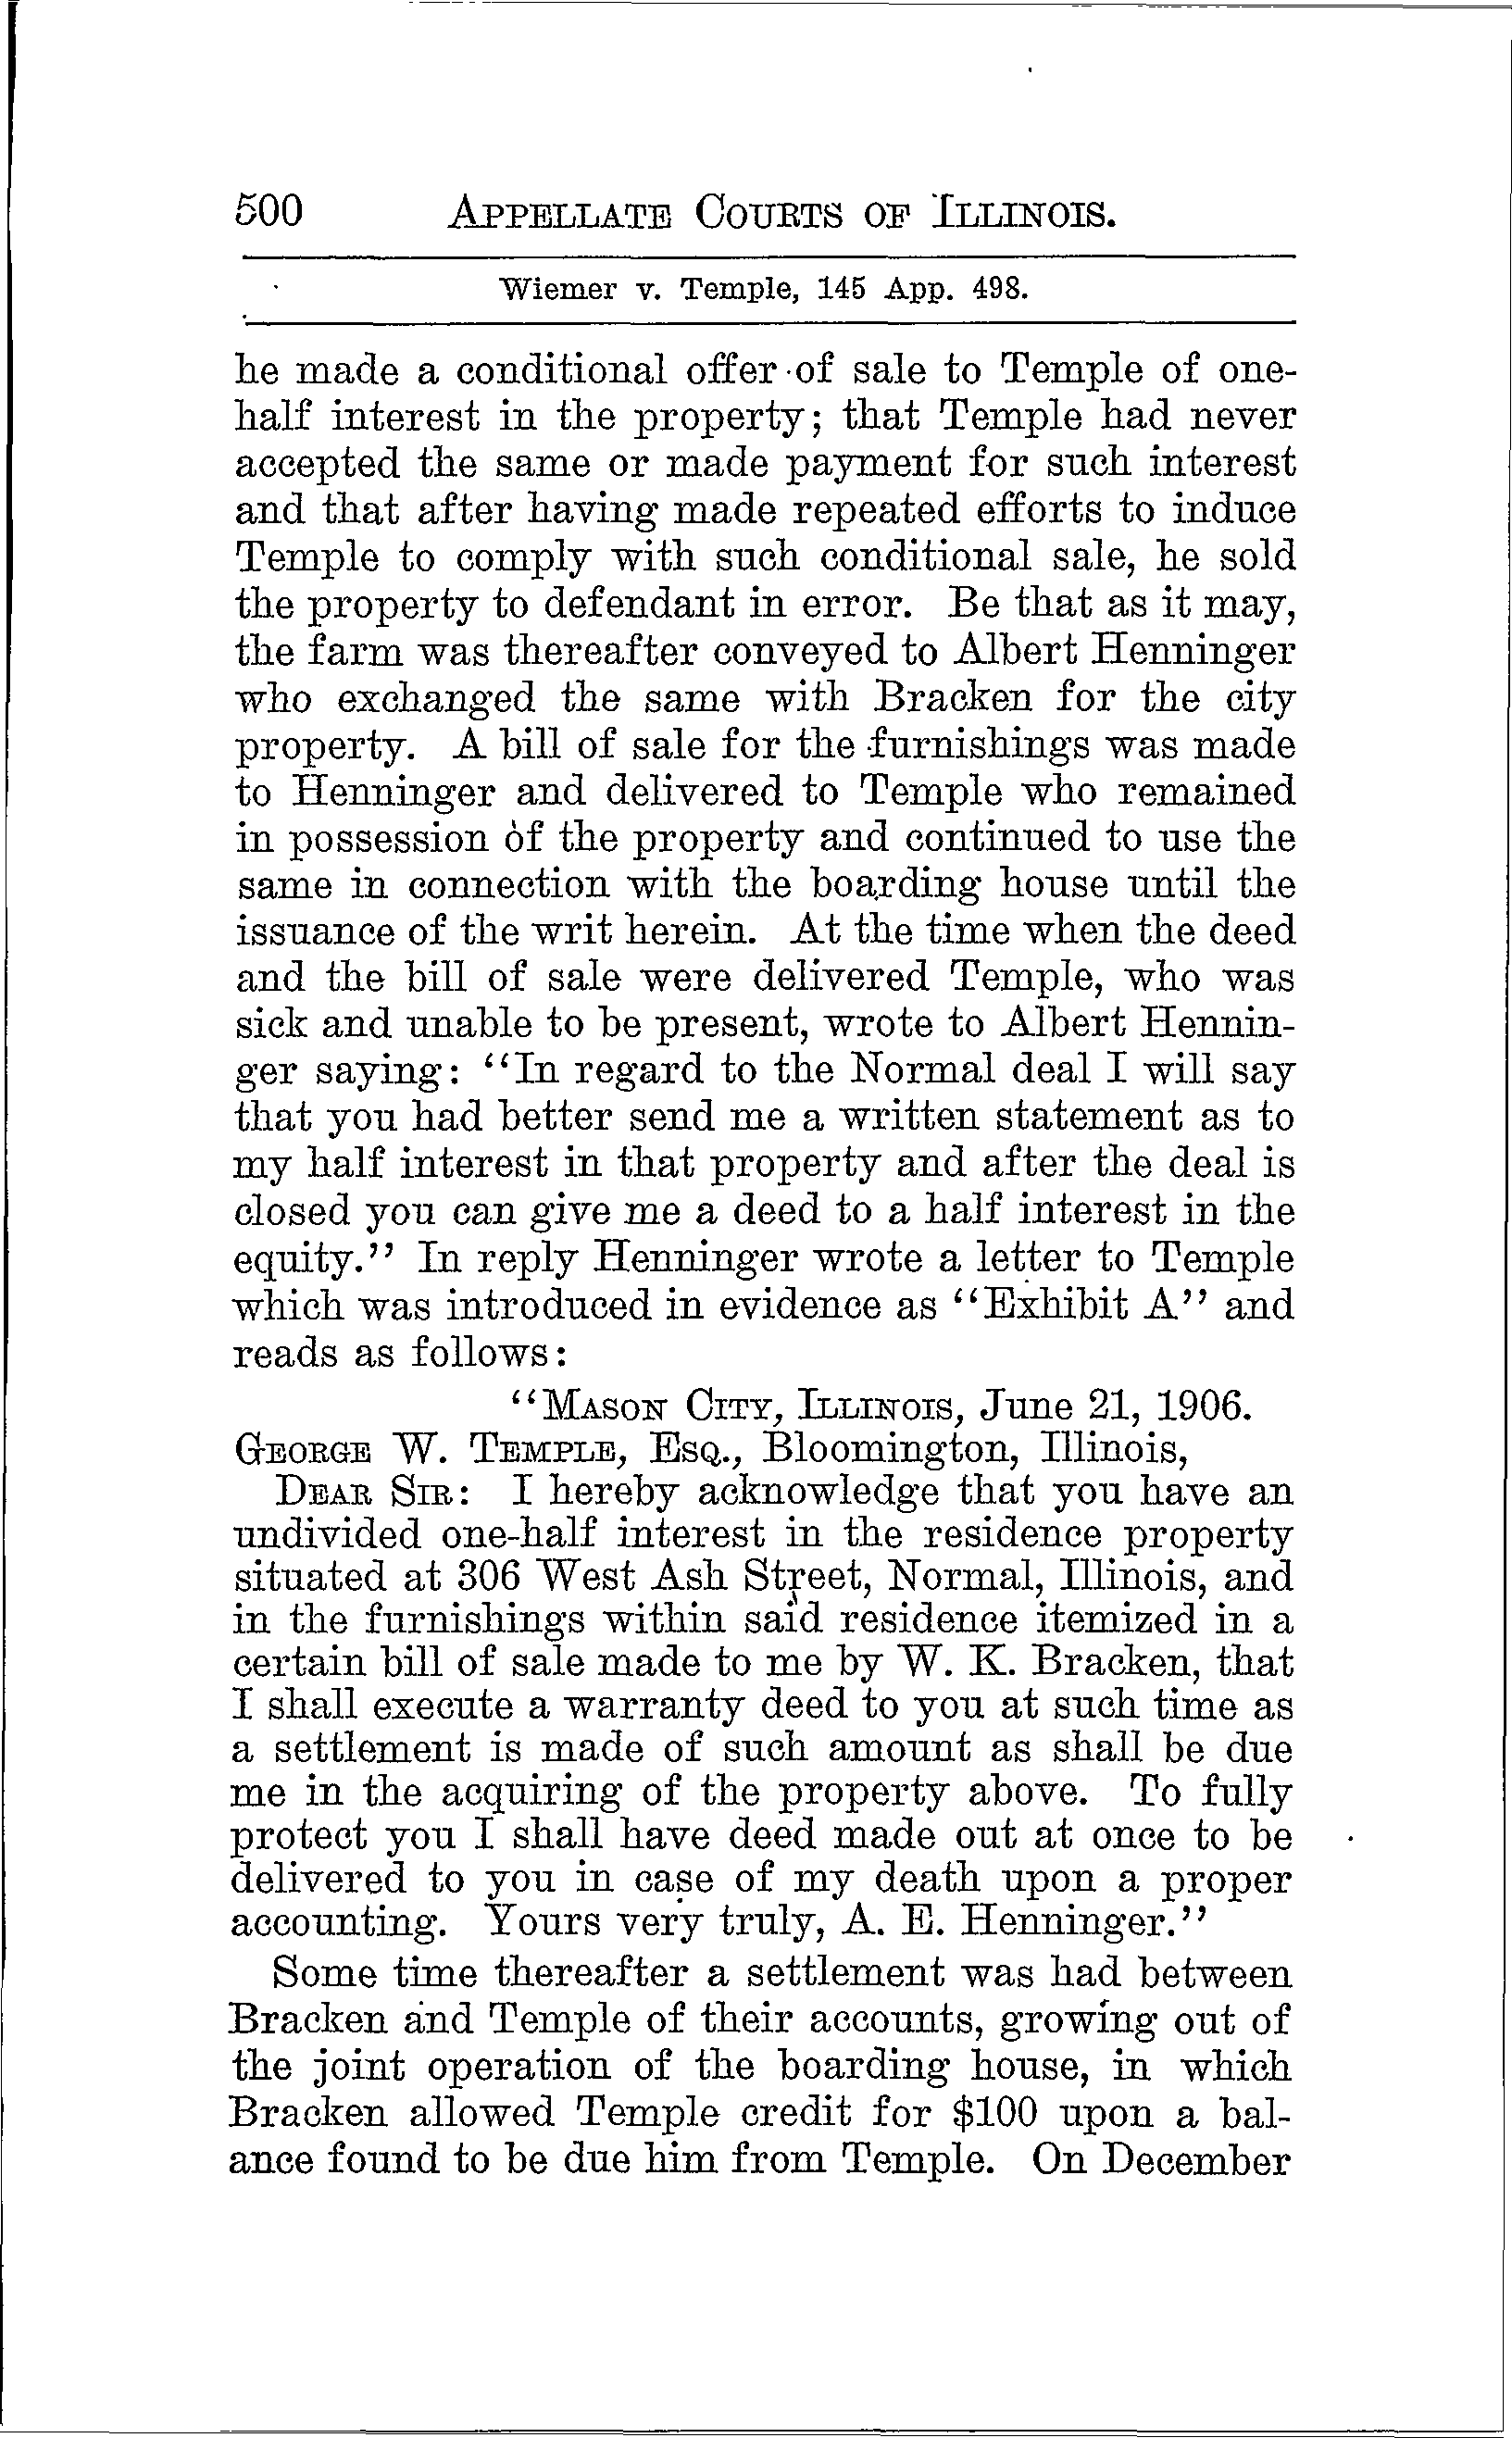 500 APPELLATE COURTS OF ILLINOIS.
Wiemer v. Temple, 145 App. 498.
he made a conditional offer of sale to Temple of one-
half interest in the property; that Temple had never
accepted the same or made payment for such interest
and that after having made repeated efforts to induce
Temple to comply with such conditional sale, he sold
the property to defendant in error. Be that as it may,
the farm was thereafter conveyed to Albert Henninger
who exchanged the same with Bracken for the city
property. A bill of sale for the furnishings was made
to Henninger and delivered to Temple who remained
in possession of the property and continued to use the
same in connection with the boarding house until the
issuance of the writ herein. At the time when the deed
and the bill of sale were delivered Temple, who was
sick and unable to be present, wrote to Albert Hennin-
ger saying: "In regard to the Normal deal I will say
that you had better send me a written statement as to
my half interest in that property and after the deal is
closed you can give me a deed to a half interest in the
equity." In reply Henninger wrote a letter to Temple
which was introduced in evidence as "Exhibit A" and
reads as follows:
"MASON CITY, ILLINOIS, June 21, 1906.
GEORGE W. TEMPLE, ESQ., Bloomington, Illinois,
DEAR SIR: I hereby acknowledge that you have an
undivided one-half interest in the residence property
situated at 306 West Ash Street, Normal, Illinois, and
in the furnishings within said residence itemized in a
certain bill of sale made to me by W. K. Bracken, that
I shall execute a warranty deed to you at such time as
a settlement is made of such amount as shall be due
me in the acquiring of the property above. To fully
protect you I shall have deed made out at once to be
delivered to you in case of my death upon a proper
accounting. Yours very truly, A. E. Henninger."
Some time thereafter a settlement was had between
Bracken and Temple of their accounts, growing out of
the joint operation of the boarding house, in which
Bracken allowed Temple credit for $100 upon a bal-
ance found to be due him from Temple. On December